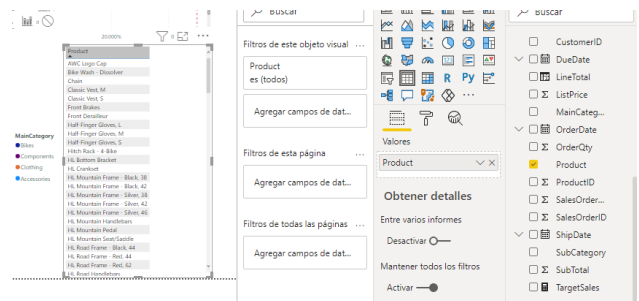 20.000%
Product
AWC Logo Cap
Bike Wash - Dissolver
Chain
Classic Vest, M
Classic Vest, S
Front Brakes
Front Derailleur
Half-Finger Gloves, L
Half-Finger Gloves, M
Half-Finger Gloves, S
Hitch Rack - 4-Bike
HL Bottom Bracket
HL Crankset
HL Mountain Frame - Black, 38
HL Mountain Frame - Black, 42
HL Mountain Frame - Silver, 38
HL Mountain Frame - Silver, 42
HL Mountain Frame - Silver, 46
HL Mountain Handlebars
HL Mountain Pedal
HL Mountain Seat/Saddle
HL Road Frame - Black, 44
HL Road Frame - Red, 44
HL Road Frame - Red, 62
HL Road Handlebars
MainCategory
Bikes
Components
Clothing
Accessories
Buscar
Filtros de este objeto visual ...
Product
es (todos)
Agregar campos de dat...
Filtros de esta página ...
Agregar campos de dat...
Filtros de todas las páginas ...
Agregar campos de dat...
R Py
...
Valores
Product
Obtener detalles
Entre varios informes
Desactivar
Mantener todos los filtros
Activar
Buscar
CustomerID
DueDate
LineTotal
Σ ListPrice
MainCateg...
OrderDate
Σ OrderQty
Product
Σ ProductID
Σ SalesOrder...
Σ SalesOrderID
ShipDate
SubCategory
Σ SubTotal
TargetSales